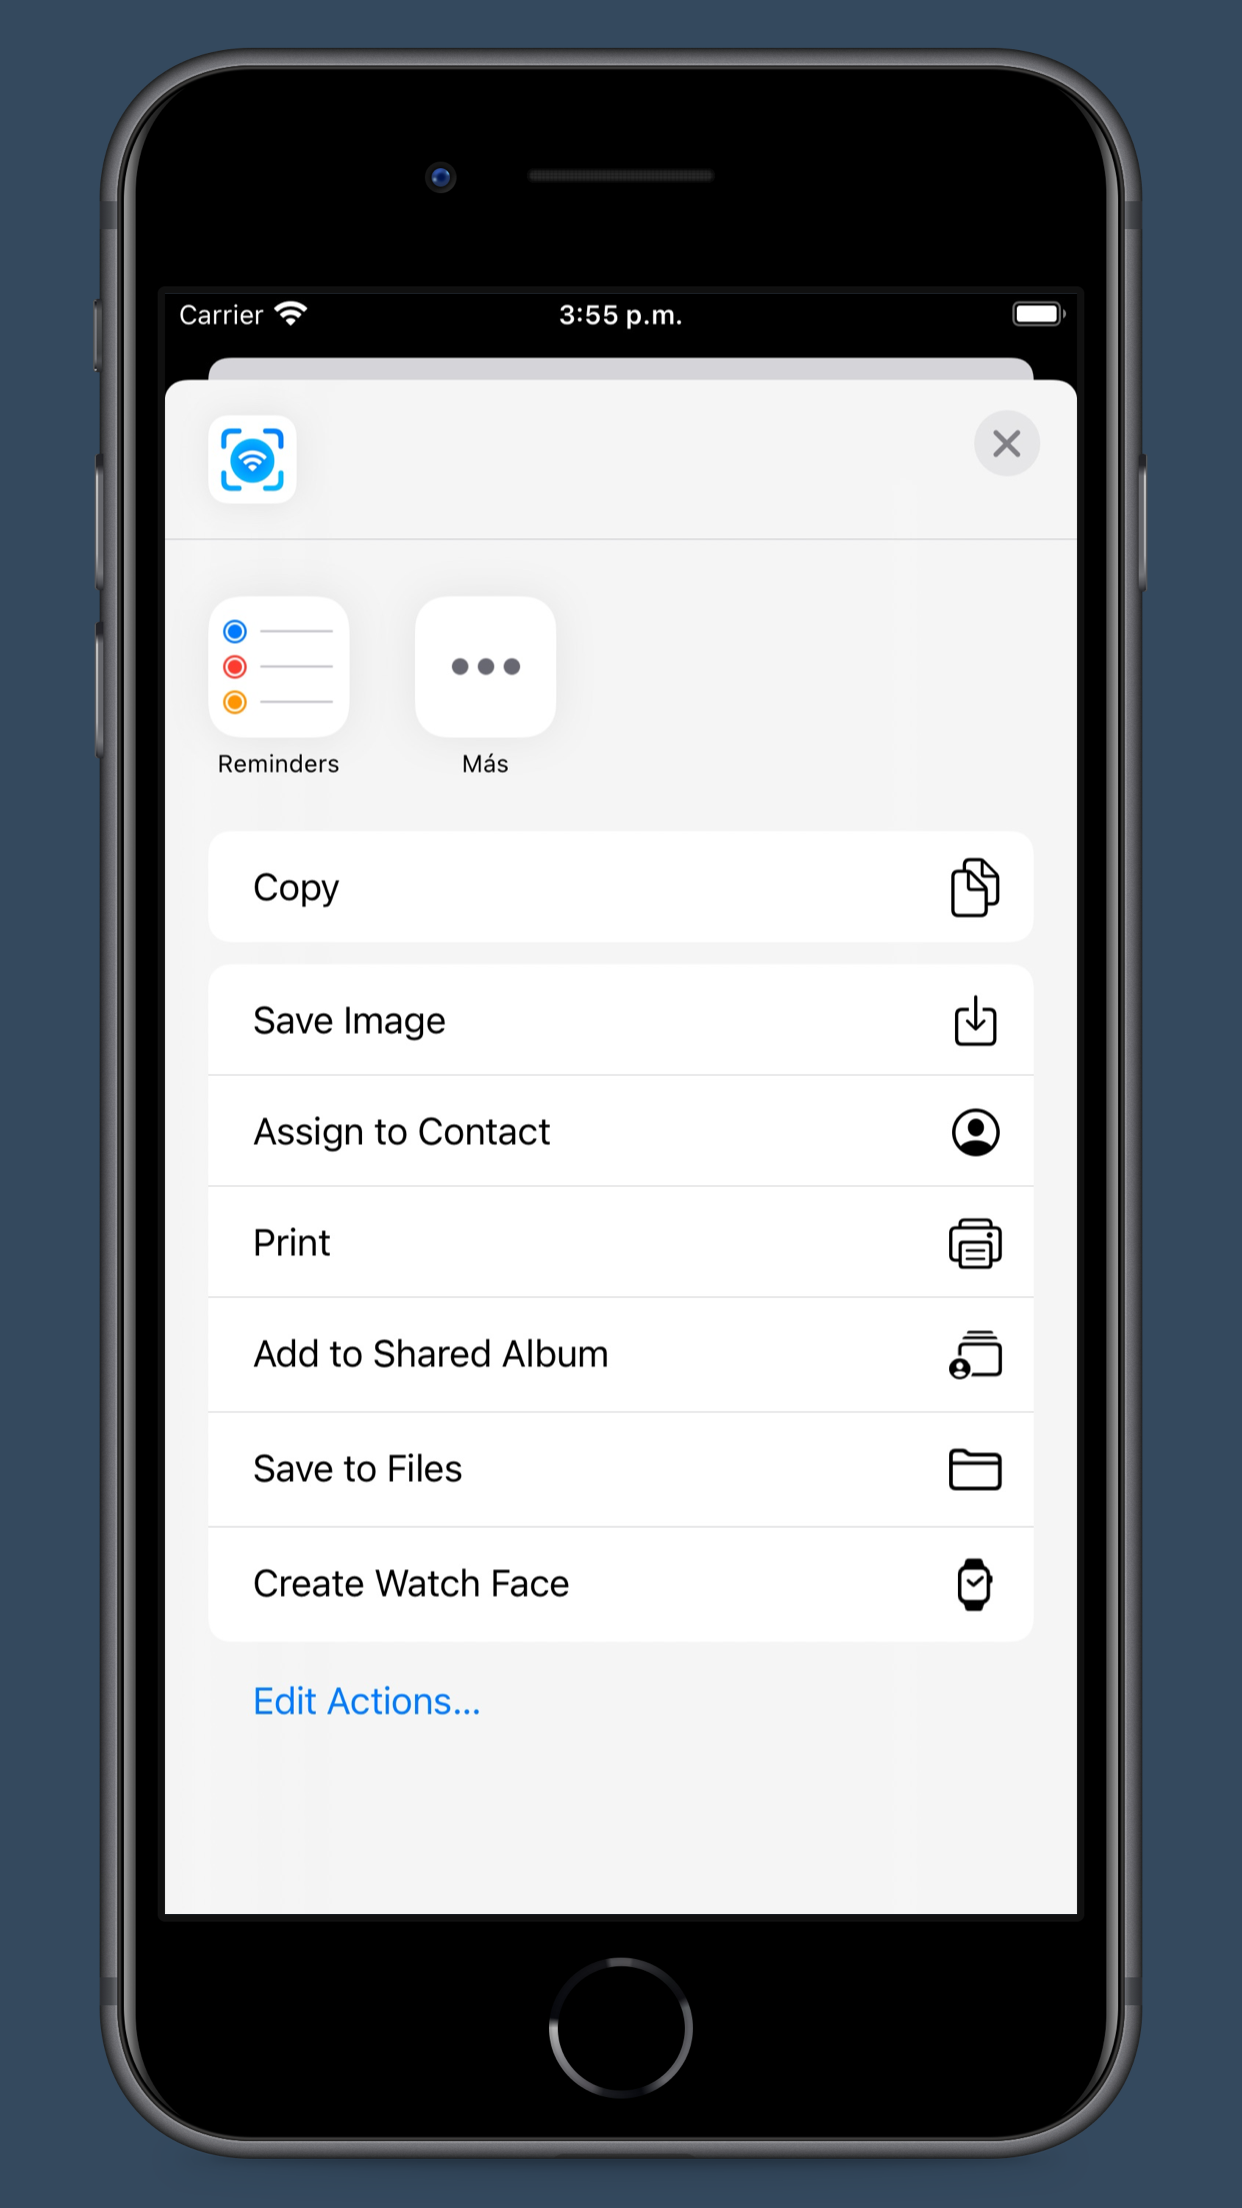 Carrier
3:55 p.m.
Reminders
Más
Copy
Save Image
Assign to Contact
Print
Add to Shared Album
Save to Files
Create Watch Face
Edit Actions...